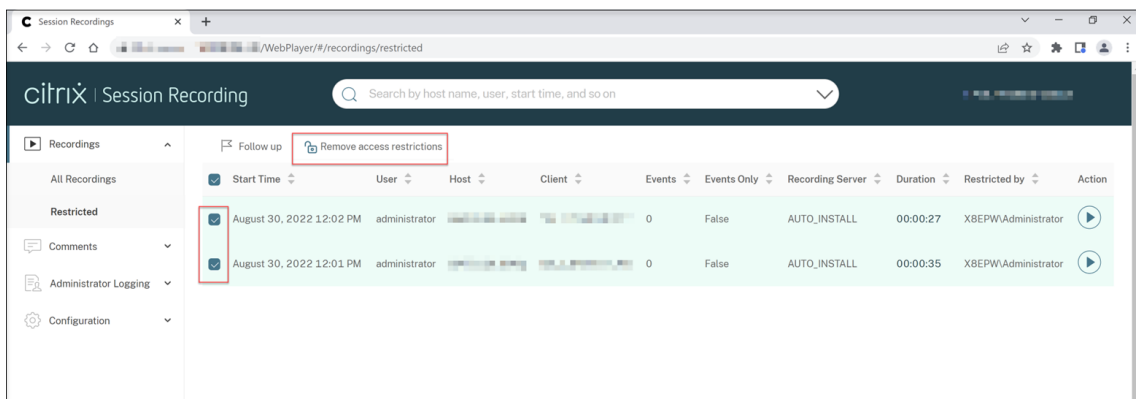 Session Recordings
/WebPlayer/#/recordings/restricted
citrix | Session Recording
Search by host name, user, start time, and so on
Recordings
Follow up Remove access restrictions
All Recordings
Start Time User Host Client Events Events Only Recording Server Duration Restricted by Action
Restricted
August 30, 2022 12:02 PM administrator 0 False AUTO_INSTALL 00:00:27 X8EPW\Administrator
Comments
August 30, 2022 12:01 PM administrator 0 False AUTO_INSTALL 00:00:35 X8EPW\Administrator
Administrator Logging
Configuration